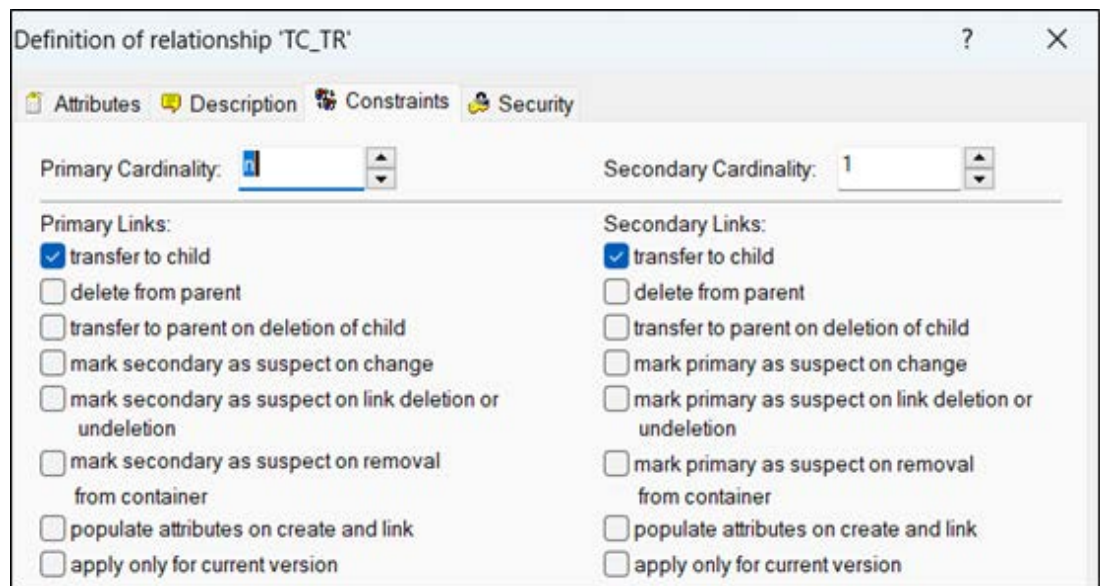 Definition of relationship 'TC_TR' ? ×
Attributes Description Constraints Security
Primary Cardinality: n Secondary Cardinality: 1
Primary Links:
transfer to child
delete from parent
transfer to parent on deletion of child
mark secondary as suspect on change
mark secondary as suspect on link deletion or
undeletion
mark secondary as suspect on removal
from container
populate attributes on create and link
apply only for current version
Secondary Links:
transfer to child
delete from parent
transfer to parent on deletion of child
mark primary as suspect on change
mark primary as suspect on link deletion or
undeletion
mark primary as suspect on removal
from container
populate attributes on create and link
apply only for current version